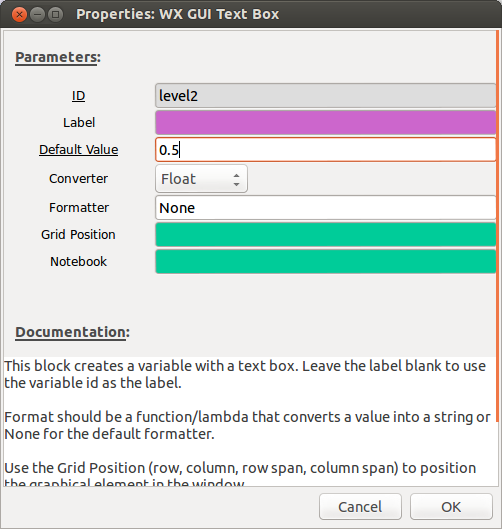 Properties: WX GUI Text Box
Parameters:
ID level2
Label
Default Value 0.5
Converter Float
Formatter None
Grid Position
Notebook
Documentation:
This block creates a variable with a text box. Leave the label blank to use
the variable id as the label.
Format should be a function/lambda that converts a value into a string or
None for the default formatter.
Use the Grid Position (row, column, row span, column span) to position
the graphical element in the window.
Cancel OK